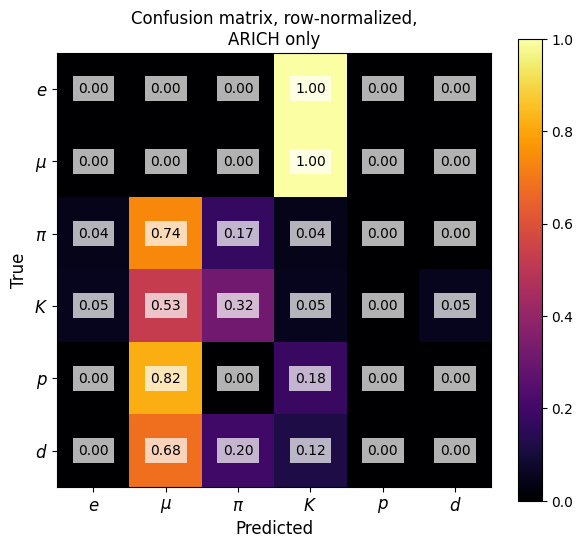 Confusion matrix, row-normalized,
ARICH only
True
Predicted
e 0.00 0.00 0.00 1.00 0.00 0.00
μ 0.00 0.00 0.00 1.00 0.00 0.00
π 0.04 0.74 0.17 0.04 0.00 0.00
K 0.05 0.53 0.32 0.05 0.00 0.05
p 0.00 0.82 0.00 0.18 0.00 0.00
d 0.00 0.68 0.20 0.12 0.00 0.00
e μ π K p d
1.0
0.8
0.6
0.4
0.2
0.0